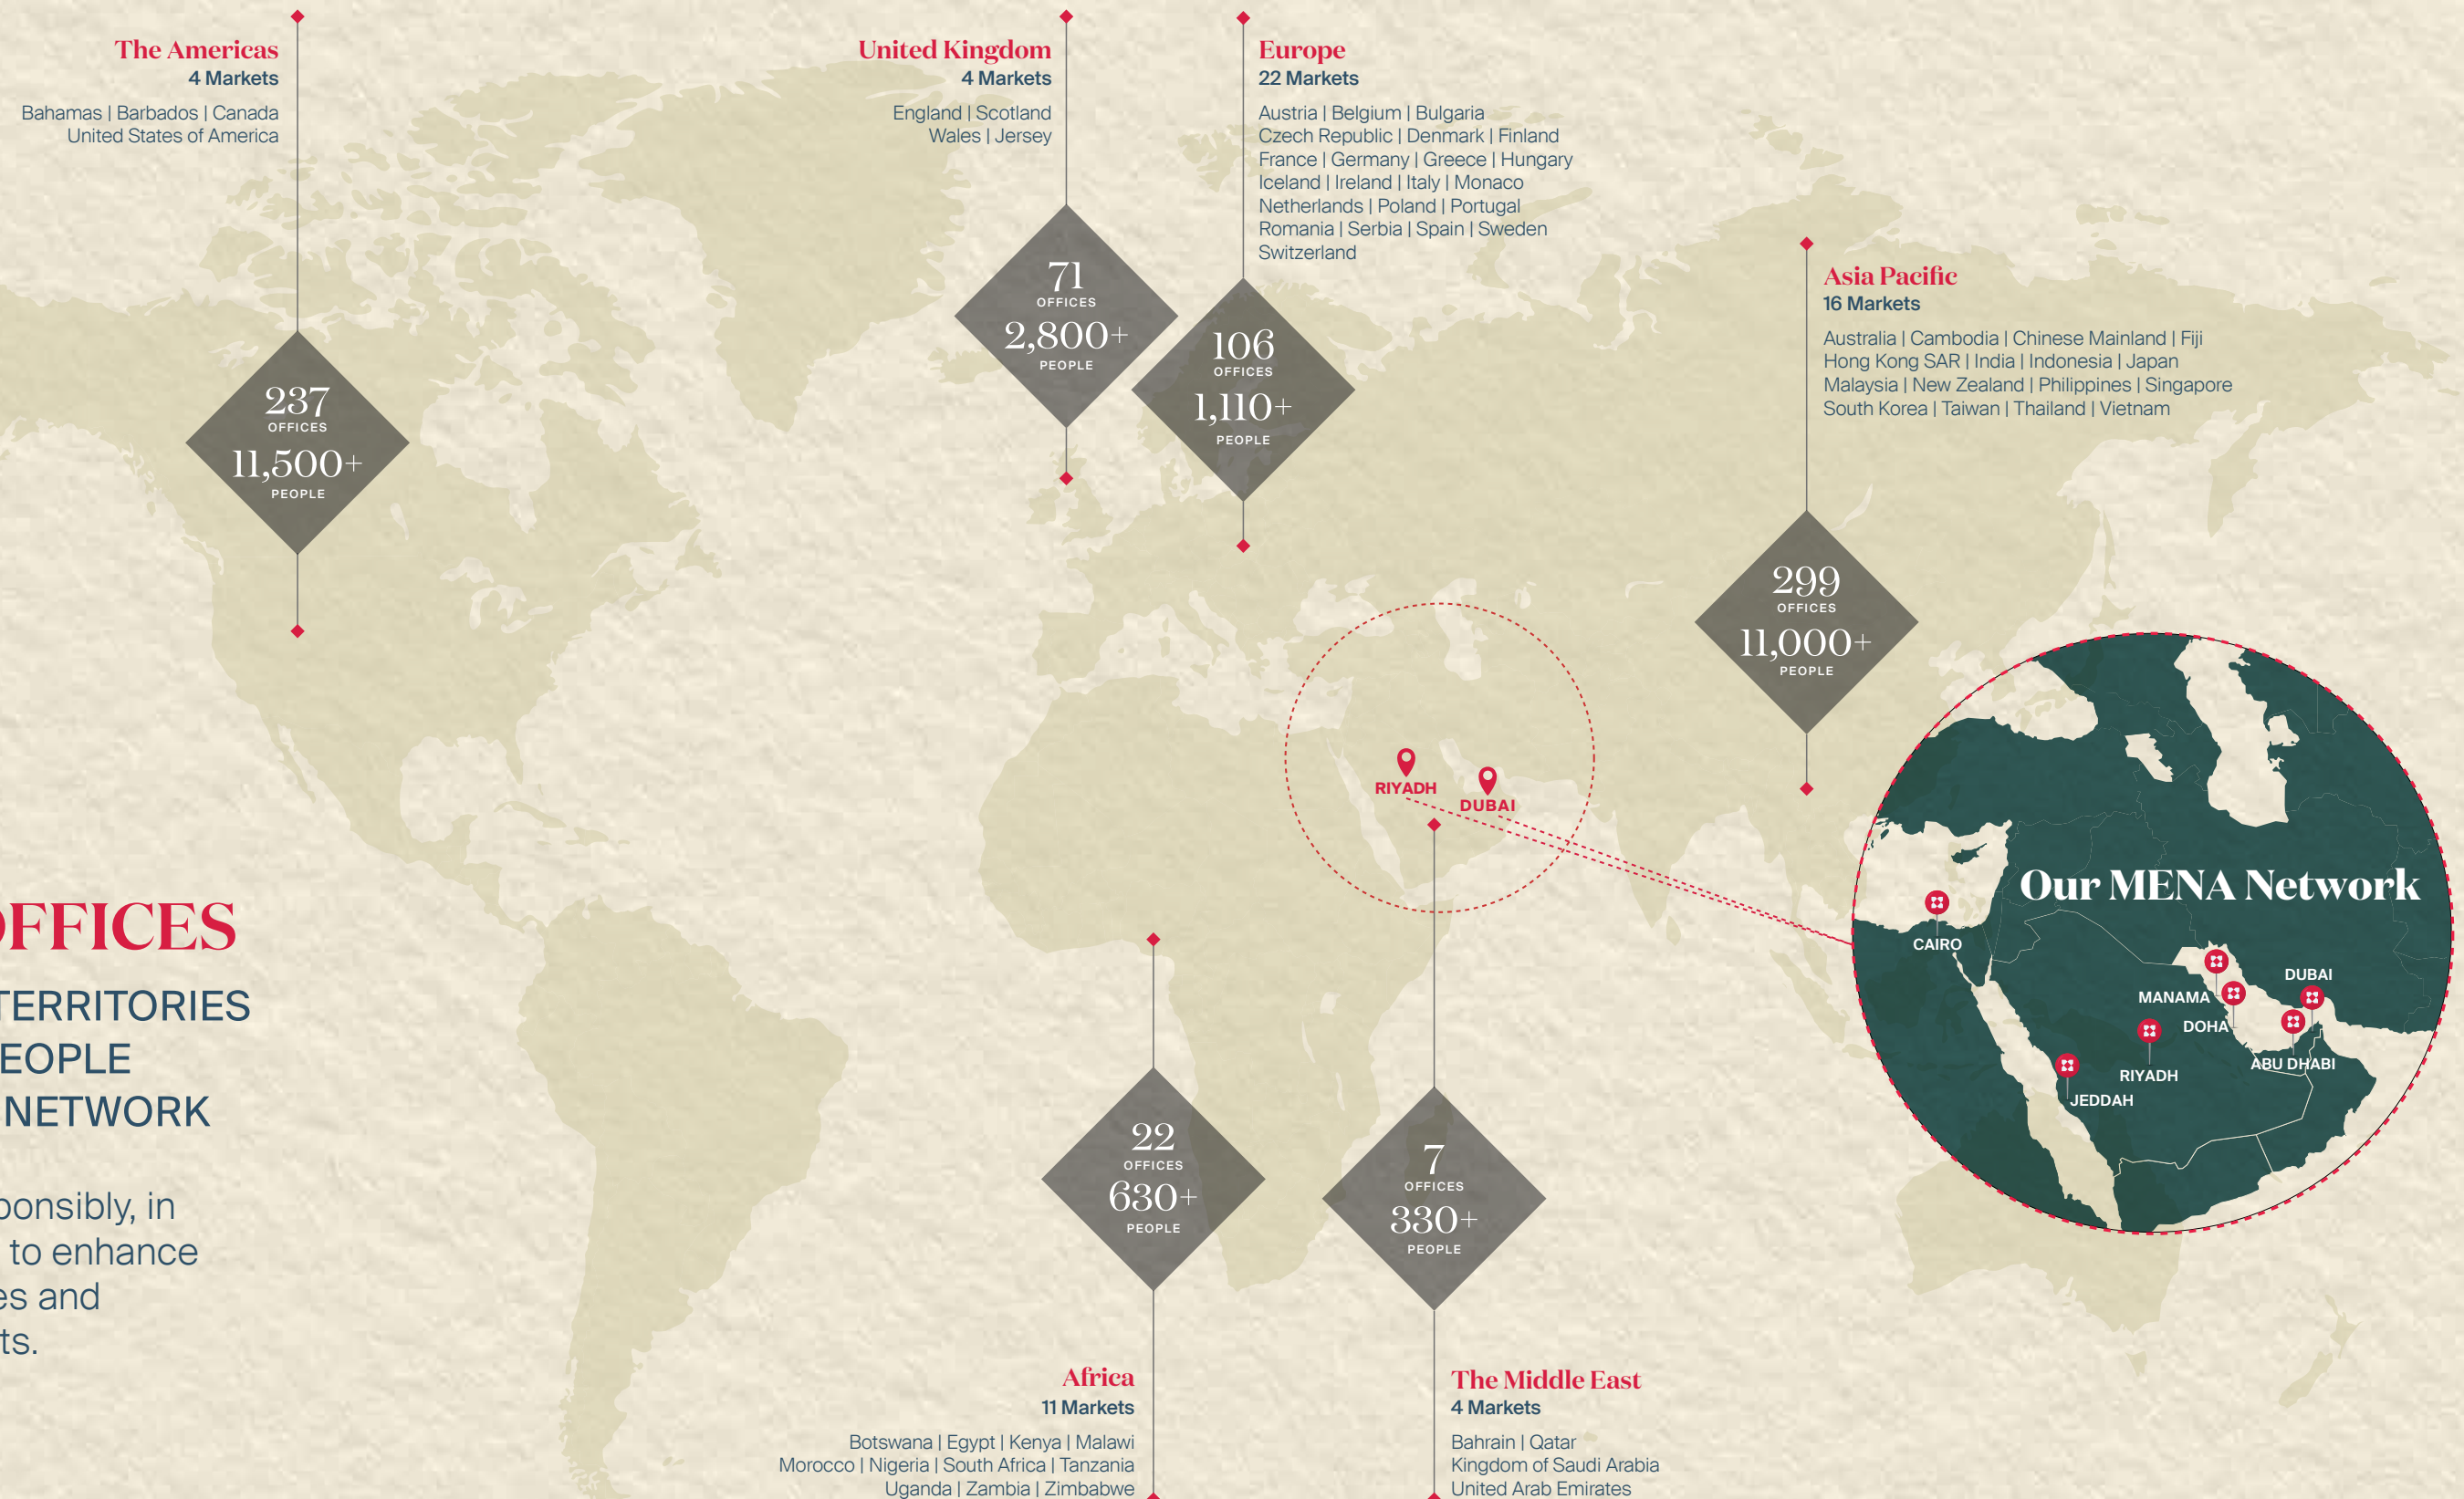 The Americas
4 Markets
Bahamas | Barbados | Canada
United States of America
237
OFFICES
11,500+
PEOPLE
United Kingdom
4 Markets
England | Scotland
Wales | Jersey
71
OFFICES
2,800+
PEOPLE
Europe
22 Markets
Austria | Belgium | Bulgaria
Czech Republic | Denmark | Finland
France | Germany | Greece | Hungary
Iceland | Ireland | Italy | Monaco
Netherlands | Poland | Portugal
Romania | Serbia | Spain | Sweden
Switzerland
106
OFFICES
1,110+
PEOPLE
Asia Pacific
16 Markets
Australia | Cambodia | Chinese Mainland | Fiji
Hong Kong SAR | India | Indonesia | Japan
Malaysia | New Zealand | Philippines | Singapore
South Korea | Taiwan | Thailand | Vietnam
299
OFFICES
11,000+
PEOPLE
RIYADH
DUBAI
Our MENA Network
CAIRO
DUBAI
MANAMA
DOHA
ABU DHABI
RIYADH
JEDDAH
OFFICES
TERRITORIES
EOPLE
NETWORK
ponsibly, in
to enhance
es and
ts.
22
OFFICES
630+
PEOPLE
Africa
11 Markets
Botswana | Egypt | Kenya | Malawi
Morocco | Nigeria | South Africa | Tanzania
Uganda | Zambia | Zimbabwe
7
OFFICES
330+
PEOPLE
The Middle East
4 Markets
Bahrain | Qatar
Kingdom of Saudi Arabia
United Arab Emirates